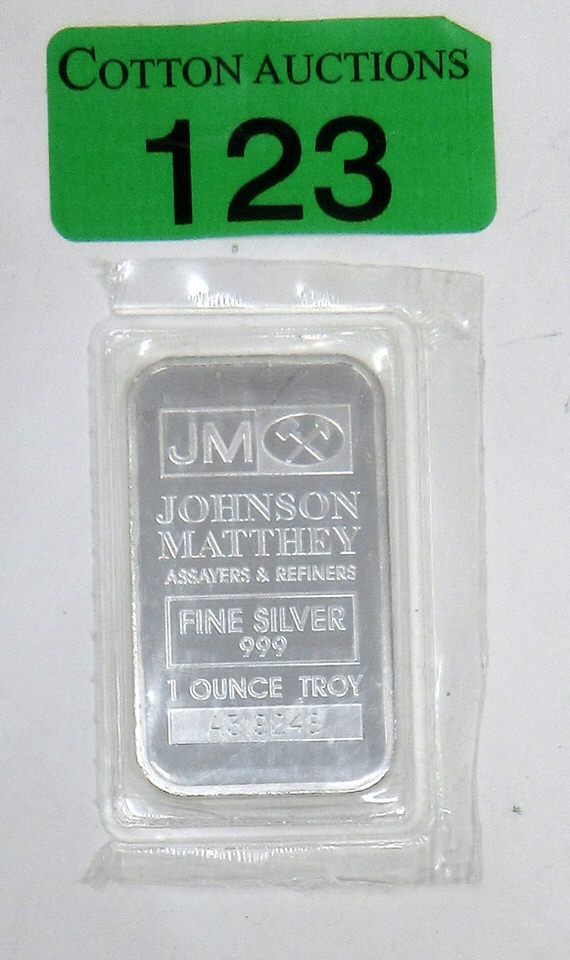 COTTON AUCTIONS
123
JM
JOHNSON
MATTHEY
ASSAYERS & REFINERS
FINE SILVER
999
1 OUNCE TROY